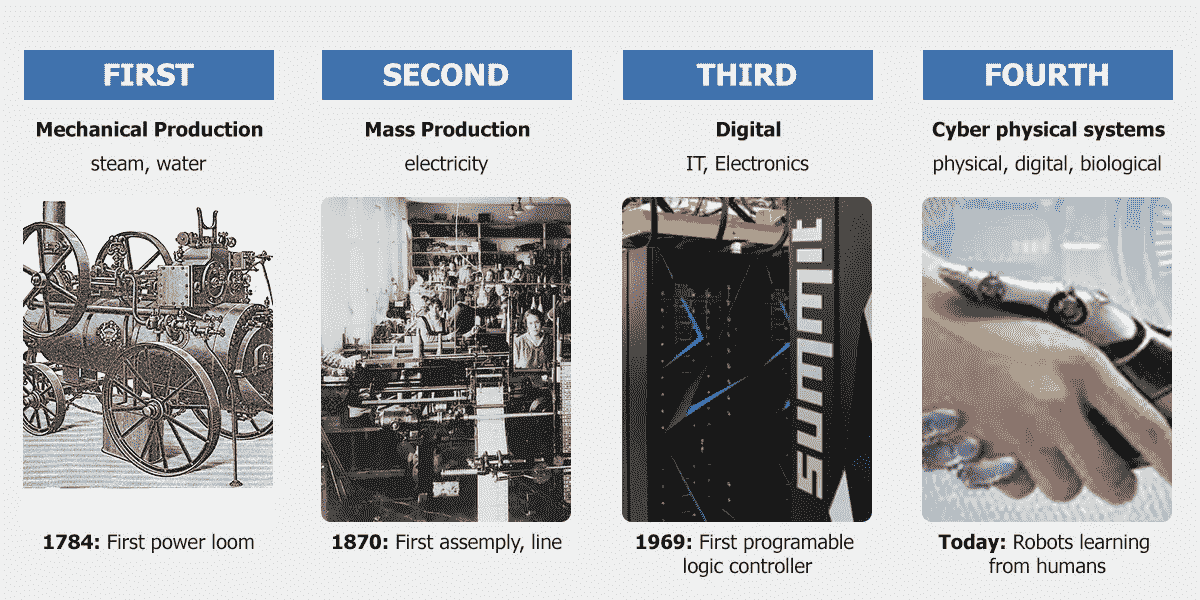 FIRST
Mechanical Production
steam, water
1784: First power loom
SECOND
Mass Production
electricity
1870: First assemply, line
THIRD
Digital
IT, Electronics
summit
1969: First programable
logic controller
FOURTH
Cyber physical systems
physical, digital, biological
Today: Robots learning
from humans